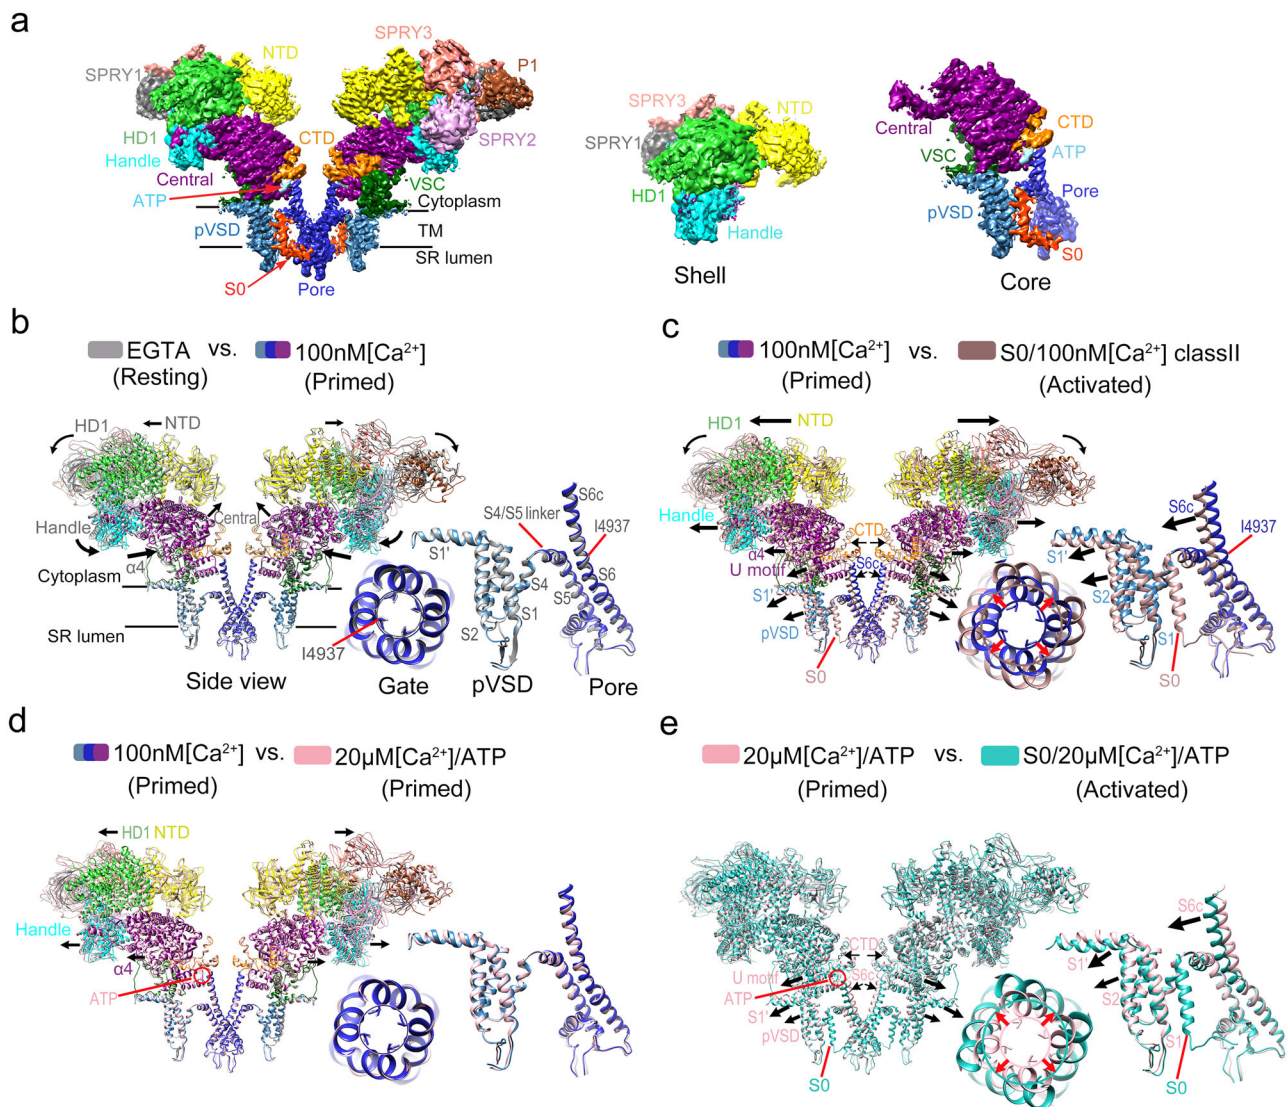 a
SPRY3
NTD
SPRY1
P1
HD1
CTD
SPRY2
Handle
Central
VSC
ATP
Cytoplasm
pVSD
TM
SR lumen
S0
Pore
SPRY3
NTD
SPRY1
HD1
Handle
Shell
Central
CTD
VSC
ATP
Pore
pVSD
S0
Core
b
EGTA vs. 100nM[Ca²⁺]
(Resting) (Primed)
HD1
NTD
Handle
Central
α4
Cytoplasm
SR lumen
S6c
S4/S5 linker
I4937
S1'
S4
S6
S1
S5
S2
I4937
Side view
Gate
pVSD
Pore
c
100nM[Ca²⁺] vs. S0/100nM[Ca²⁺] classII
(Primed) (Activated)
HD1
NTD
Handle
CTD
α4
U motif
S6c
S1'
pVSD
S0
S6c
I4937
S1'
S2
S1
S0
d
100nM[Ca²⁺] vs. 20µM[Ca²⁺]/ATP
(Primed) (Primed)
HD1 NTD
Handle
α4
ATP
e
20µM[Ca²⁺]/ATP vs. S0/20µM[Ca²⁺]/ATP
(Primed) (Activated)
CTD
U motif
S6c
ATP
S1'
pVSD
S0
S6c
S1'
S2
S1
S0